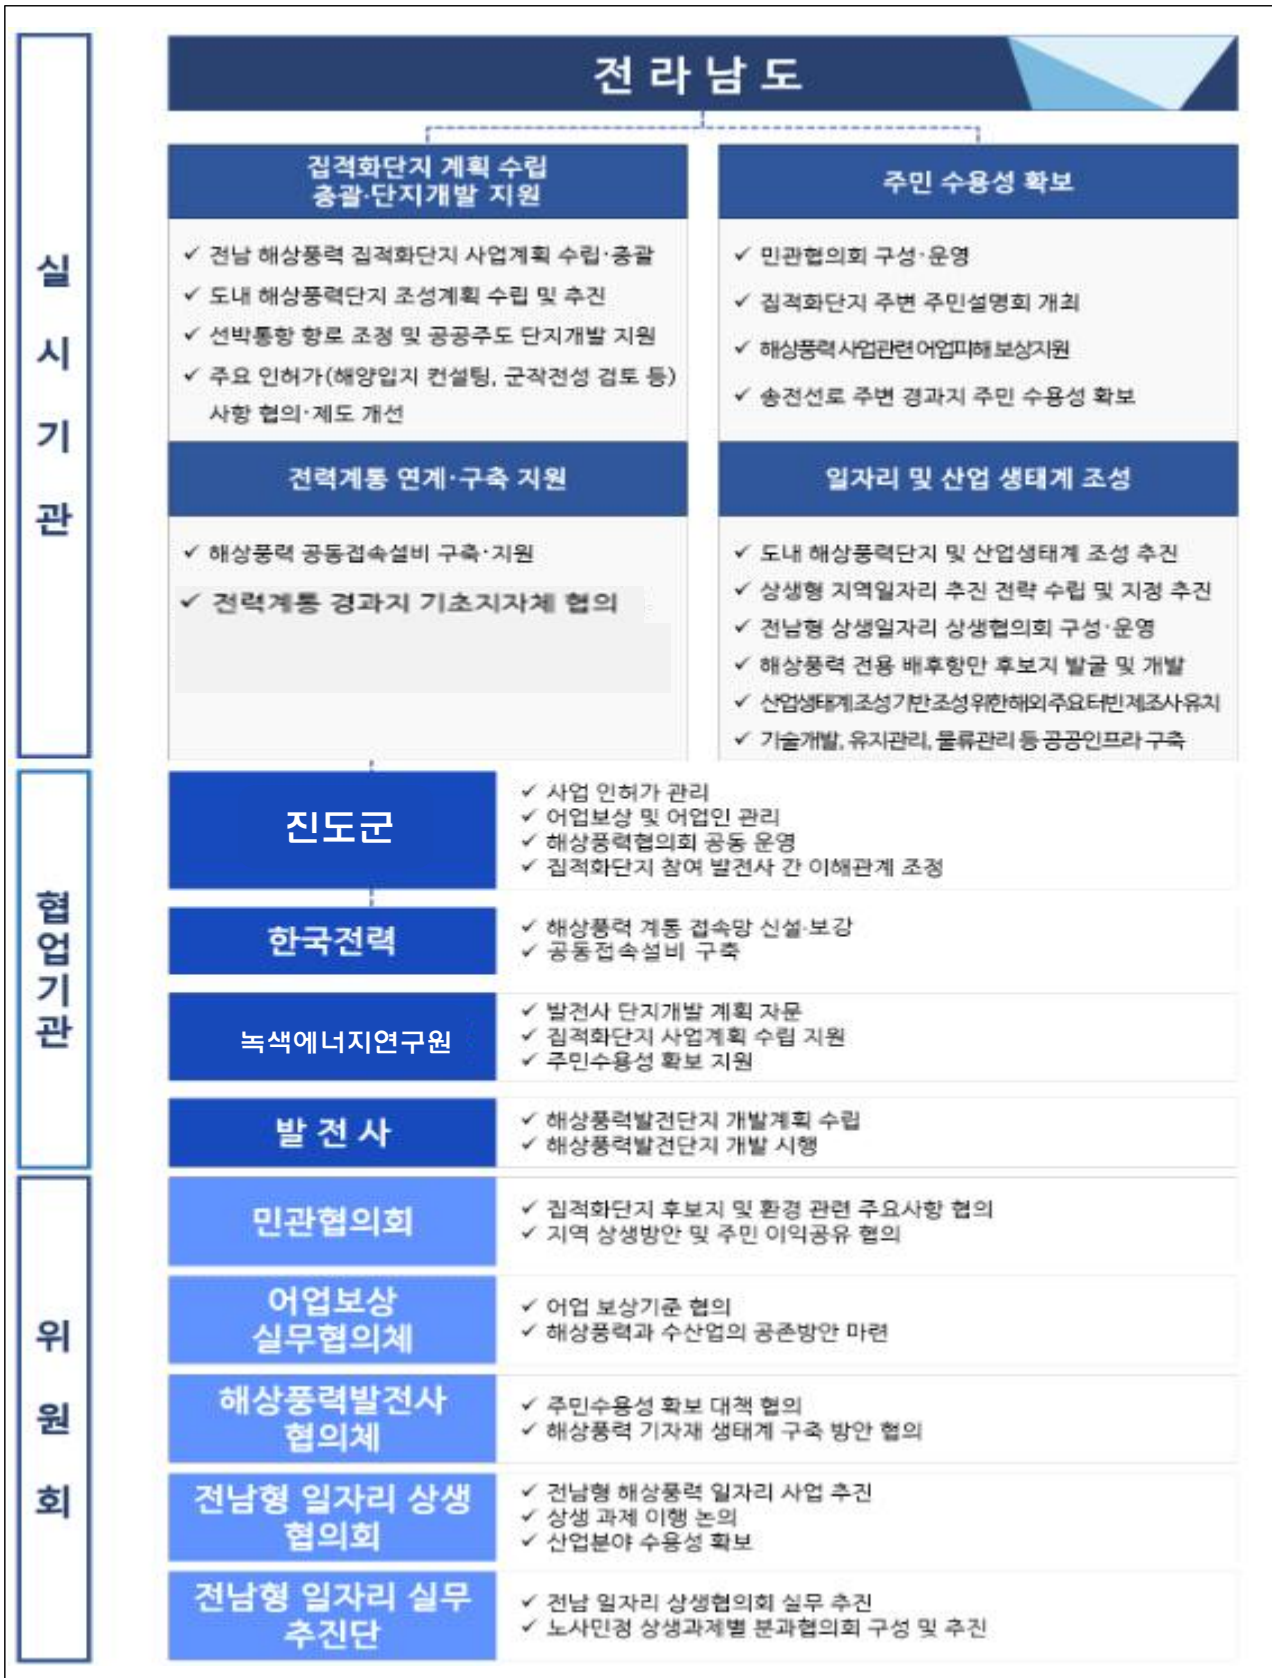 전라남도
실시기관
집적화단지 계획 수립
총괄·단지개발 지원
✓ 전남 해상풍력 집적화단지 사업계획 수립·총괄
✓ 도내 해상풍력단지 조성계획 수립 및 추진
✓ 선박통항 항로 조정 및 공공주도 단지개발 지원
✓ 주요 인허가(해양입지 컨설팅, 군작전성 검토 등)
사항 협의·제도 개선
주민 수용성 확보
✓ 민관협의회 구성·운영
✓ 집적화단지 주변 주민설명회 개최
✓ 해상풍력 사업관련 어업피해 보상지원
✓ 송전선로 주변 경과지 주민 수용성 확보
전력계통 연계·구축 지원
✓ 해상풍력 공동접속설비 구축·지원
✓ 전력계통 경과지 기초지자체 협의
일자리 및 산업 생태계 조성
✓ 도내 해상풍력단지 및 산업생태계 조성 추진
✓ 상생형 지역일자리 추진 전략 수립 및 지정 추진
✓ 전남형 상생일자리 상생협의회 구성·운영
✓ 해상풍력 전용 배후항만 후보지 발굴 및 개발
✓ 산업생태계 조성 기반 조성 위한 해외 주요 터빈 제조사 유치
✓ 기술개발, 유지관리, 물류관리 등 공공인프라 구축
협업기관
진도군
✓ 사업 인허가 관리
✓ 어업보상 및 어업인 관리
✓ 해상풍력협의회 공동 운영
✓ 집적화단지 참여 발전사 간 이해관계 조정
한국전력
✓ 해상풍력 계통 접속망 신설·보강
✓ 공동접속설비 구축
녹색에너지연구원
✓ 발전사 단지개발 계획 자문
✓ 집적화단지 사업계획 수립 지원
✓ 주민수용성 확보 지원
발전사
✓ 해상풍력발전단지 개발계획 수립
✓ 해상풍력발전단지 개발 시행
위원회
민관협의회
✓ 집적화단지 후보지 및 환경 관련 주요사항 협의
✓ 지역 상생방안 및 주민 이익공유 협의
어업보상
실무협의체
✓ 어업 보상기준 협의
✓ 해상풍력과 수산업의 공존방안 마련
해상풍력발전사
협의체
✓ 주민수용성 확보 대책 협의
✓ 해상풍력 기자재 생태계 구축 방안 협의
전남형 일자리 상생
협의회
✓ 전남형 해상풍력 일자리 사업 추진
✓ 상생 과제 이행 논의
✓ 산업분야 수용성 확보
전남형 일자리 실무
추진단
✓ 전남 일자리 상생협의회 실무 추진
✓ 노사민정 상생과제별 분과협의회 구성 및 추진